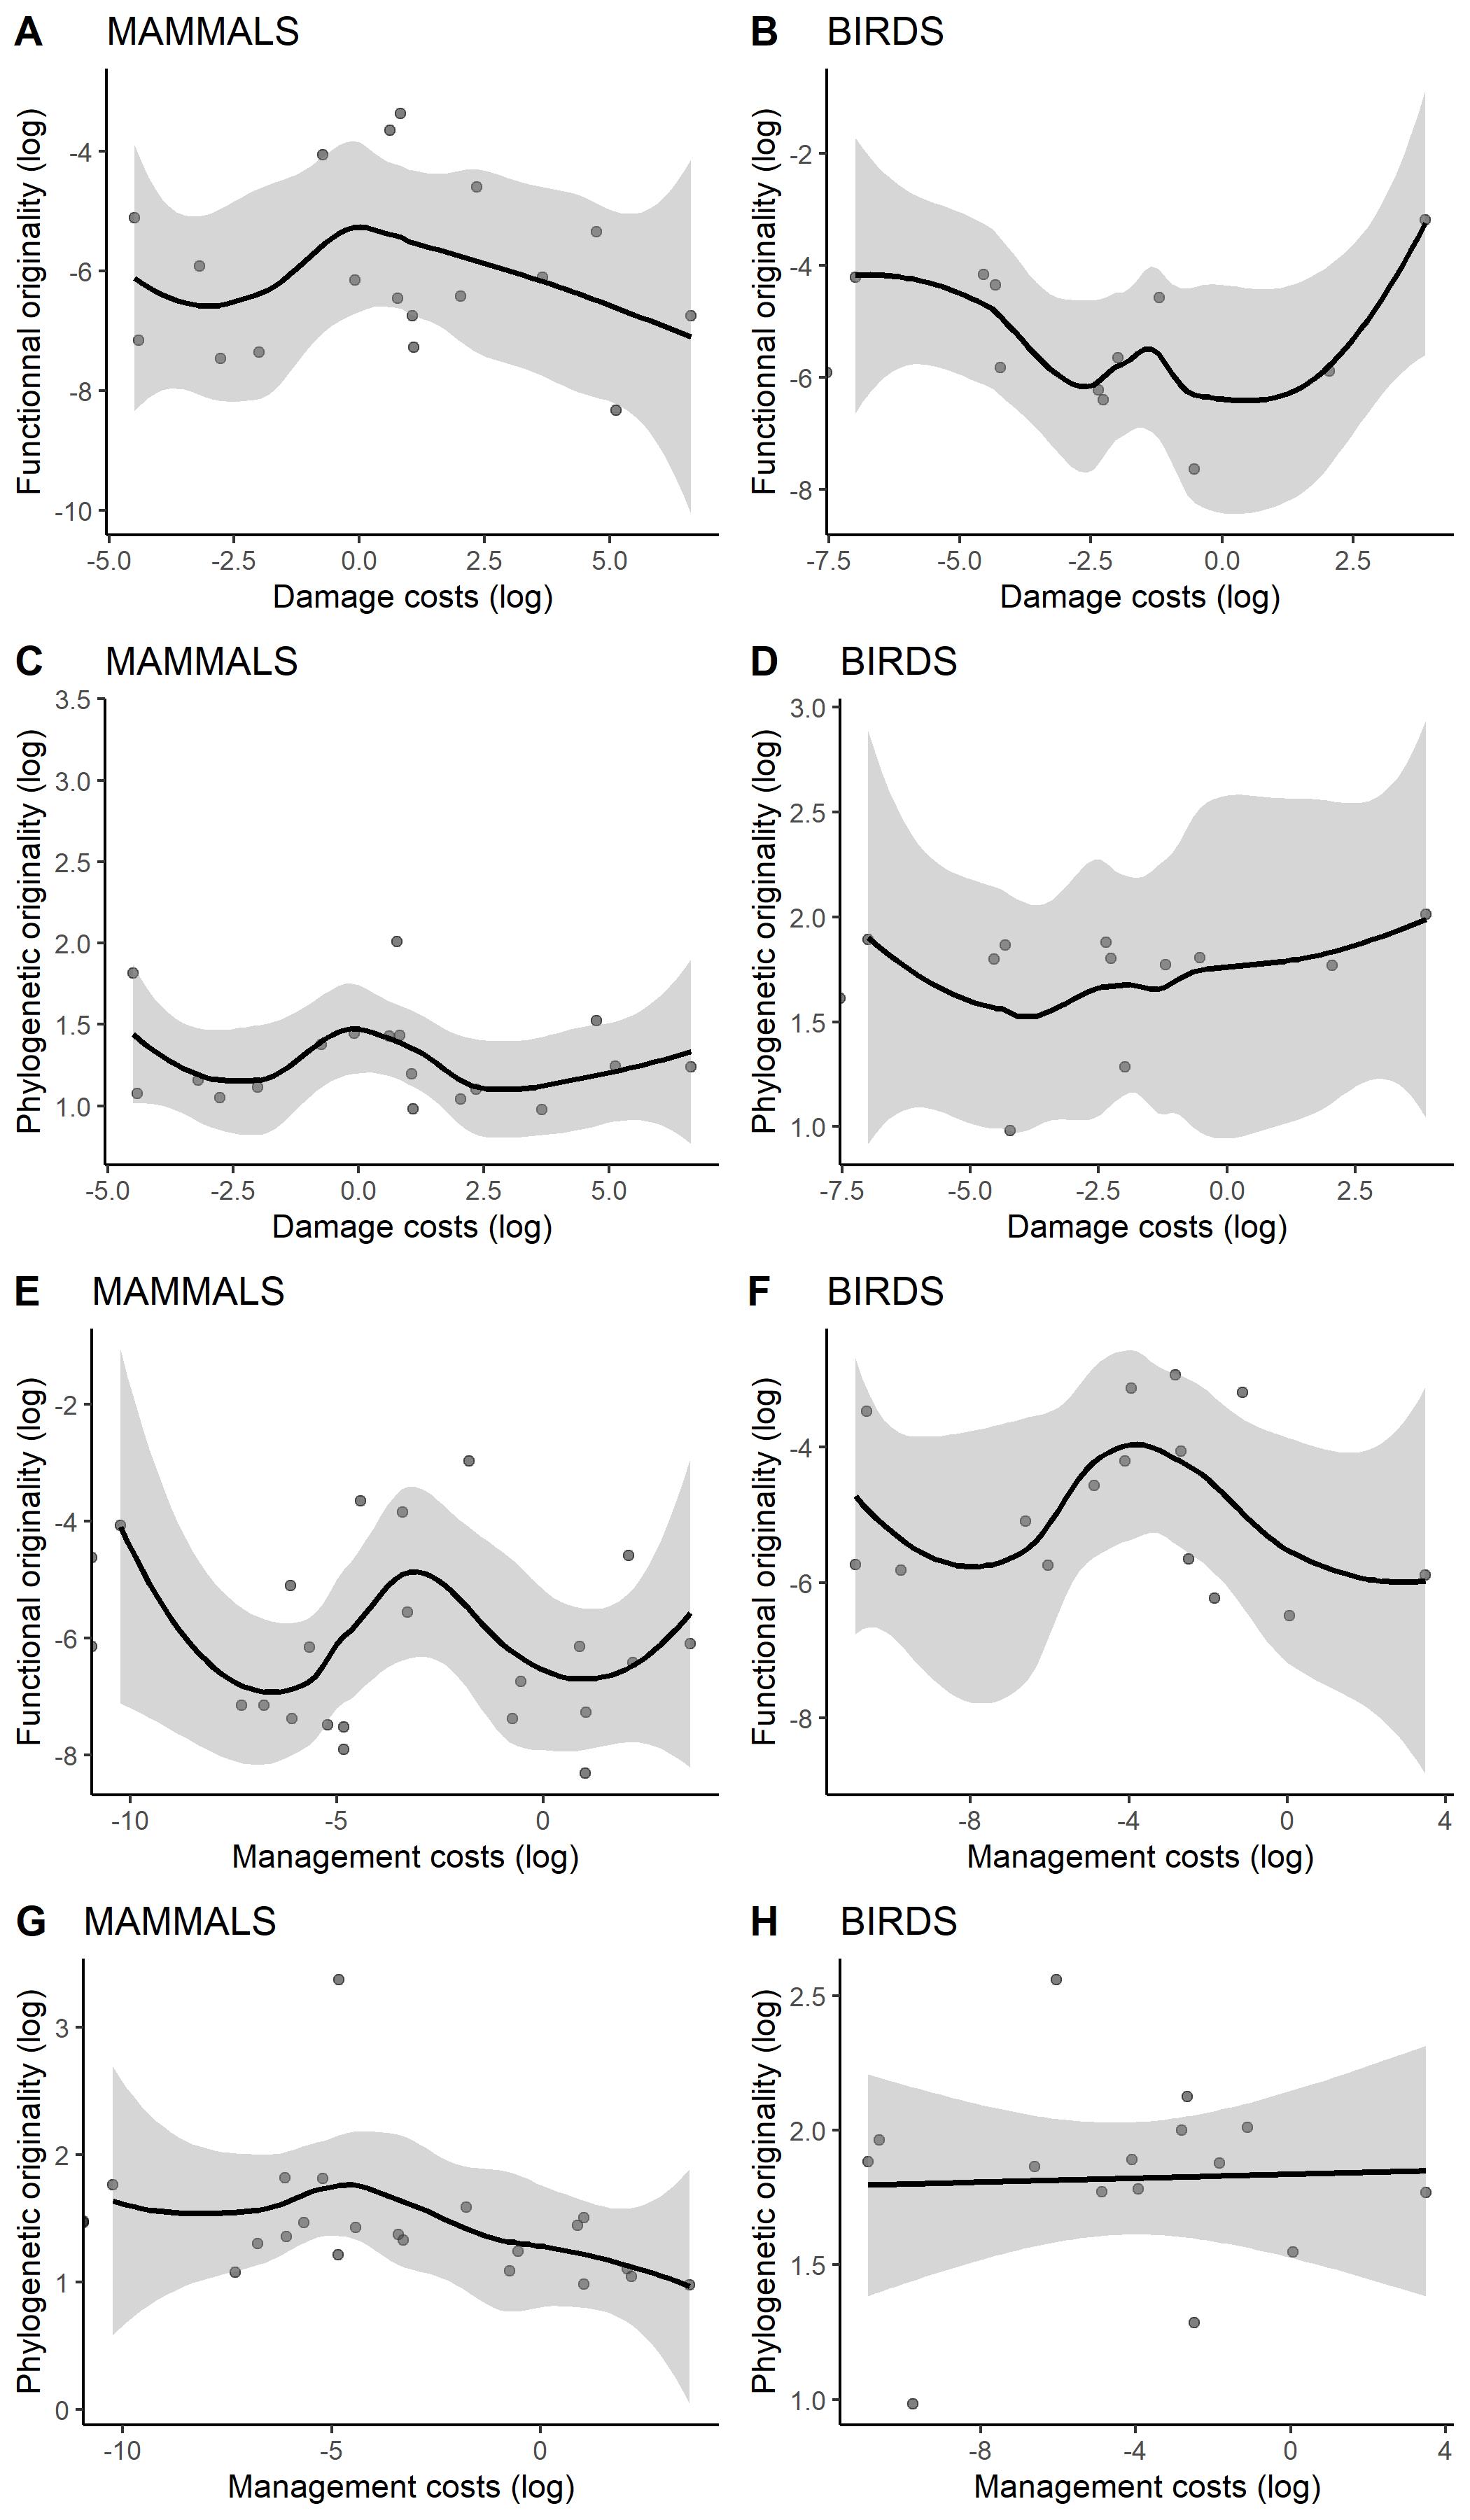 A MAMMALS
Functionnal originality (log)
-4
-6
-8
-10
-5.0 -2.5 0.0 2.5 5.0
Damage costs (log)
B BIRDS
Functional originality (log)
-2
-4
-6
-8
-7.5 -5.0 -2.5 0.0 2.5
Damage costs (log)
C MAMMALS
Phylogenetic originality (log)
3.5
3.0
2.5
2.0
1.5
1.0
-5.0 -2.5 0.0 2.5 5.0
Damage costs (log)
D BIRDS
Phylogenetic originality (log)
3.0
2.5
2.0
1.5
1.0
-7.5 -5.0 -2.5 0.0 2.5
Damage costs (log)
E MAMMALS
Functional originality (log)
-2
-4
-6
-8
-10 -5 0
Management costs (log)
F BIRDS
Functional originality (log)
-4
-6
-8
-8 -4 0 4
Management costs (log)
G MAMMALS
Phylogenetic originality (log)
3
2
1
0
-10 -5 0
Management costs (log)
H BIRDS
Phylogenetic originality (log)
2.5
2.0
1.5
1.0
-8 -4 0 4
Management costs (log)